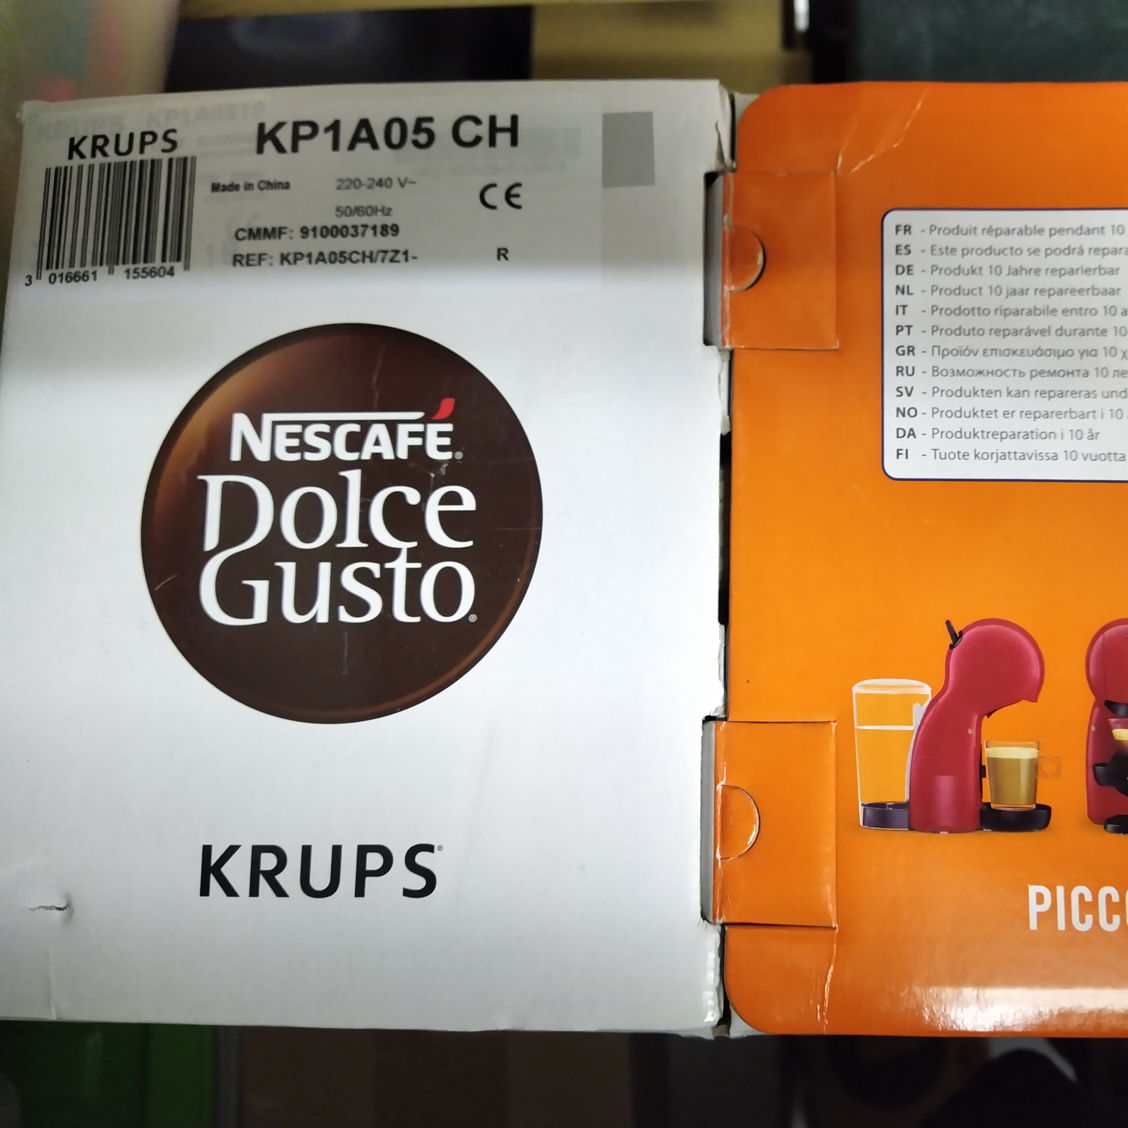 KRUPS KP1A05 CH
Made in China 220-240 V~ CE
50/60Hz
CMMF: 9100037189
REF: KP1A05CH/7Z1- R
3 016661 155604
NESCAFÉ®
DOLCE
GUSTO®
KRUPS®
FR - Produit réparable pendant 10
ES - Este producto se podrá
DE - Produkt 10 Jahre reparierbar
NL - Product 10 jaar repareerbaar
IT - Prodotto riparabile entro 10
PT - Produto reparável durante 10
GR - Προϊόν επισκευάσιμο για 10
RU - Возможность ремонта 10
SV - Produkten kan repareras
NO - Produktet er reparerbart i 10
DA - Produktreparation i 10 år
FI - Tuote korjattavissa 10 vuotta